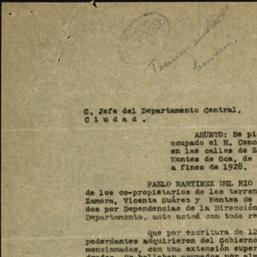 C. Jefe del Departamento Central,
C i u d a d .
ASUNTO: Se pi
ocupado el H. Conc
en las calles de Z
Montes de Oca, de
a fines de 1928.
PABLO MARTINEZ DEL RIO
de los co-propietarios de los terren
Zamora, Vicente Suárez y Montes de
dos por Dependencias de la Dirección
Departamento, ante usted con todo re
que por escritura de 12
poderdantes adquirieron del Gobierno
mencionados, con una extensión super